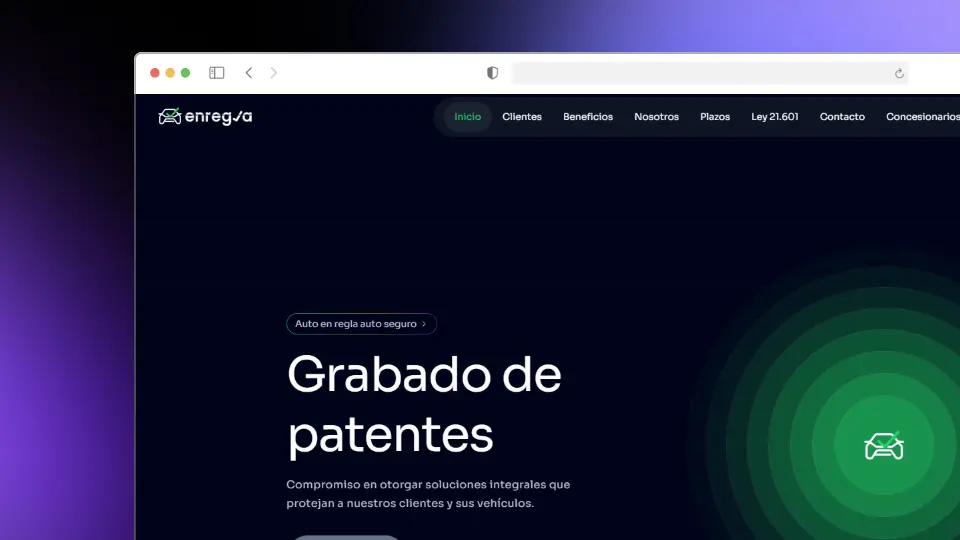 enregla
Inicio Clientes Beneficios Nosotros Plazos Ley 21.601 Contacto Concesionarios
Auto en regla auto seguro
Grabado de
patentes
Compromiso en otorgar soluciones integrales que
protejan a nuestros clientes y sus vehículos.